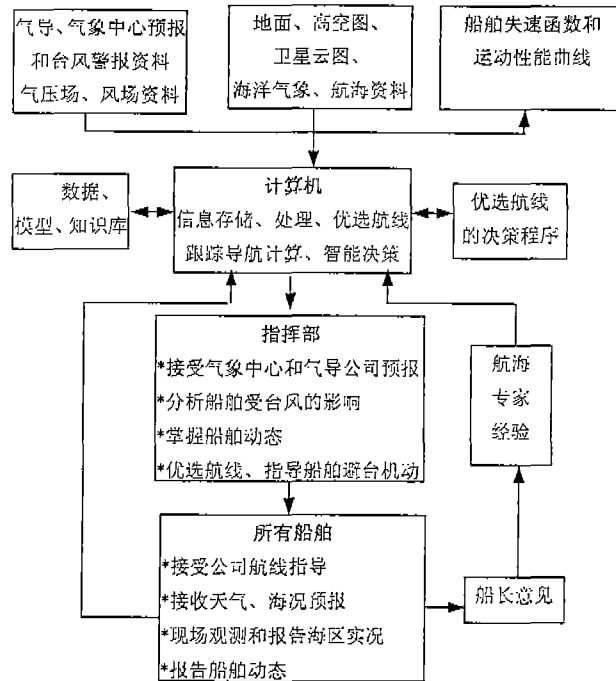 气导、气象中心预报
和台风警报资料
气压场、风场资料
地面、高空图、
卫星云图、
海洋气象、航海资料
船舶失速函数和
运动性能曲线
数据、
模型、知识库
计算机
信息存储、处理、优选航线
跟踪导航计算、智能决策
优选航线
的决策程序
指挥部
*接受气象中心和气导公司预报
*分析船舶受台风的影响
*掌握船舶动态
*优选航线、指导船舶避台机动
航海
专家
经验
所有船舶
*接受公司航线指导
*接收天气、海况预报
*现场观测和报告海区实况
*报告船舶动态
船长意见